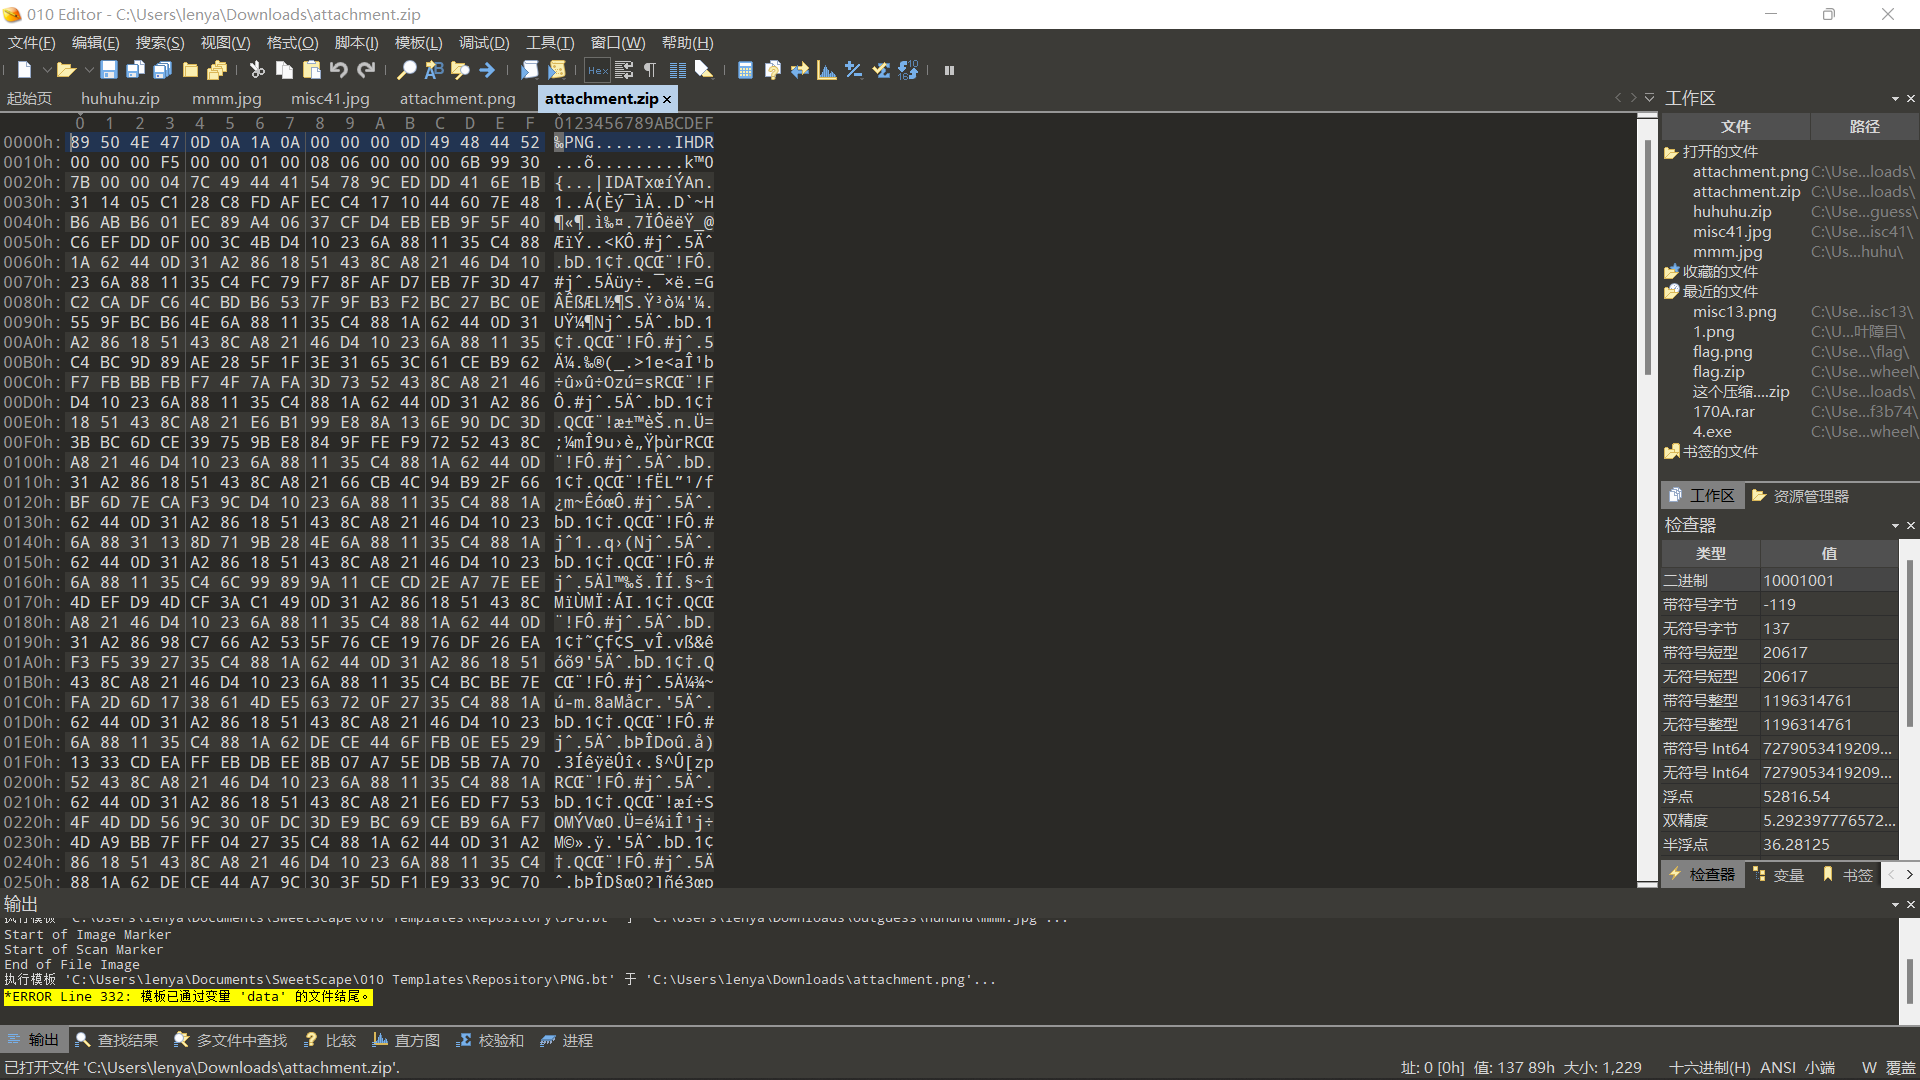 010 Editor - C:\Users\lenya\Downloads\attachment.zip
文件(F) 编辑(E) 搜索(S) 视图(V) 格式(O) 脚本(I) 模板(L) 调试(D) 工具(T) 窗口(W) 帮助(H)
起始页 huhuhu.zip mmm.jpg misc41.jpg attachment.png attachment.zip
0 1 2 3 4 5 6 7 8 9 A B C D E F 0123456789ABCDEF
0000h: 89 50 4E 47 0D 0A 1A 0A 00 00 00 0D 49 48 44 52 ‰PNG........IHDR
0010h: 00 00 00 F5 00 00 01 00 08 06 00 00 00 6B 99 30 ...õ.........k™0
0020h: 7B 00 00 04 7C 49 44 41 54 78 9C ED DD 41 6E 1B {...|IDATxœíÝAn.
0030h: 31 14 05 C1 28 C8 FD AF EC C4 17 10 44 60 7E 48 1..Á(Èý¯ìÄ..D`~H
0040h: B6 AB B6 01 EC 89 A4 06 37 CF D4 EB EB 9F 5F 40 ¶«¶.ì‰¤.7ÏÔëëŸ_@
0050h: C6 EF DD 0F 00 3C 4B D4 10 23 6A 88 11 35 C4 88 ÆïÝ..<KÔ.#jˆ.5Äˆ
0060h: 1A 62 44 0D 31 A2 86 18 51 43 8C A8 21 46 D4 10 .bD.1¢†.QCŒ¨!FÔ.
0070h: 23 6A 88 11 35 C4 FC 79 F7 8F AF D7 EB 7F 3D 47 #jˆ.5Äüy÷.¯×ë.=G
0080h: C2 CA DF C6 4C BD B6 53 7F 9F B3 F2 BC 27 BC 0E ÂÊßÆL½¶S.Ÿ³ò¼'¼.
0090h: 55 9F BC B6 4E 6A 88 11 35 C4 88 1A 62 44 0D 31 UŸ¼¶Njˆ.5Äˆ.bD.1
00A0h: A2 86 18 51 43 8C A8 21 46 D4 10 23 6A 88 11 35 ¢†.QCŒ¨!FÔ.#jˆ.5
00B0h: C4 BC 9D 89 AE 28 5F 1F 3E 31 65 3C 61 CE B9 62 Ä¼.‰®(_.>1e<aÎ¹b
00C0h: F7 FB BB FB F7 4F 7A FA 3D 73 52 43 8C A8 21 46 ÷û»û÷Ozú=sRCŒ¨!F
00D0h: D4 10 23 6A 88 11 35 C4 88 1A 62 44 0D 31 A2 86 Ô.#jˆ.5Äˆ.bD.1¢†
00E0h: 18 51 43 8C A8 21 E6 B1 99 E8 8A 13 6E 90 DC 3D .QCŒ¨!æ±™èŠ.n.Ü=
00F0h: 3B BC 6D CE 39 75 9B E8 84 9F FE F9 72 52 43 8C ;¼mÎ9u›è„ŸþùrRCŒ
0100h: A8 21 46 D4 10 23 6A 88 11 35 C4 88 1A 62 44 0D ¨!FÔ.#jˆ.5Äˆ.bD.
0110h: 31 A2 86 18 51 43 8C A8 21 66 CB 4C 94 B9 2F 66 1¢†.QCŒ¨!fËL”¹/f
0120h: BF 6D 7E CA F3 9C D4 10 23 6A 88 11 35 C4 88 1A ¿m~ÊóœÔ.#jˆ.5Äˆ.
0130h: 62 44 0D 31 A2 86 18 51 43 8C A8 21 46 D4 10 23 bD.1¢†.QCŒ¨!FÔ.#
0140h: 6A 88 31 13 8D 71 9B 28 4E 6A 88 11 35 C4 88 1A jˆ1..q›(Njˆ.5Äˆ.
0150h: 62 44 0D 31 A2 86 18 51 43 8C A8 21 46 D4 10 23 bD.1¢†.QCŒ¨!FÔ.#
0160h: 6A 88 11 35 C4 6C 99 89 9A 11 CE CD 2E A7 7E EE jˆ.5Äl™‰š.ÎÍ.§~î
0170h: 4D EF D9 4D CF 3A C1 49 0D 31 A2 86 18 51 43 8C MïÙMÏ:ÁI.1¢†.QCŒ
0180h: A8 21 46 D4 10 23 6A 88 11 35 C4 88 1A 62 44 0D ¨!FÔ.#jˆ.5Äˆ.bD.
0190h: 31 A2 86 98 C7 66 A2 53 5F 76 CE 19 76 DF 26 EA 1¢†˜Çf¢S_vÎ.vß&ê
01A0h: F3 F5 39 27 35 C4 88 1A 62 44 0D 31 A2 86 18 51 óõ9'5Äˆ.bD.1¢†.Q
01B0h: 43 8C A8 21 46 D4 10 23 6A 88 11 35 C4 BC BE 7E CŒ¨!FÔ.#jˆ.5Ä¼¾~
01C0h: FA 2D 6D 17 38 61 4D E5 63 72 0F 27 35 C4 88 1A ú-m.8aMåcr.'5Äˆ.
01D0h: 62 44 0D 31 A2 86 18 51 43 8C A8 21 46 D4 10 23 bD.1¢†.QCŒ¨!FÔ.#
01E0h: 6A 88 11 35 C4 88 1A 62 DE CE 44 6F FB 0E E5 29 jˆ.5Äˆ.bÞÎDoû.å)
01F0h: 13 33 CD EA FF EB DB EE 8B 07 A7 5E DB 5B 7A 70 .3ÍêÿëÛî‹.§^Û[zp
0200h: 52 43 8C A8 21 46 D4 10 23 6A 88 11 35 C4 88 1A RCŒ¨!FÔ.#jˆ.5Äˆ.
0210h: 62 44 0D 31 A2 86 18 51 43 8C A8 21 E6 ED F7 53 bD.1¢†.QCŒ¨!æí÷S
0220h: 4F 4D DD 56 9C 30 0F DC 3D E9 BC 69 CE B9 6A F7 OMÝVœ0.Ü=é¼iÎ¹j÷
0230h: 4D A9 BB 7F FF 04 27 35 C4 88 1A 62 44 0D 31 A2 M©».ÿ.'5Äˆ.bD.1¢
0240h: 86 18 51 43 8C A8 21 46 D4 10 23 6A 88 11 35 C4 †.QCŒ¨!FÔ.#jˆ.5Ä
0250h: 88 1A 62 DE CE 44 A7 9C 30 3F 5D F1 E9 33 9C 70 ˆ.bÞÎD§œ0?]ñé3œp
工作区
文件 路径
打开的文件
attachment.png C:\Use...loads\
attachment.zip C:\Use...loads\
huhuhu.zip C:\Use...guess\
misc41.jpg C:\Use...isc41\
mmm.jpg C:\Us...huhu\
收藏的文件
最近的文件
misc13.png C:\Use...isc13\
1.png C:\U...叶障目\
flag.png C:\Use...\flag\
flag.zip C:\Use...wheel\
这个压缩....zip C:\Use...loads\
170A.rar C:\Use...f3b74\
4.exe C:\Use...wheel\
书签的文件
工作区 资源管理器
检查器
类型 值
二进制 10001001
带符号字节 -119
无符号字节 137
带符号短型 20617
无符号短型 20617
带符号整型 1196314761
无符号整型 1196314761
带符号 Int64 7279053419209...
无符号 Int64 7279053419209...
浮点 52816.54
双精度 5.292397776572...
半浮点 36.28125
检查器 变量 书签
输出
执行模板 'C:\Users\lenya\Documents\SweetScape\010 Templates\Repository\JPG.bt' 于 'C:\Users\lenya\Downloads\outguess\huhuhu\mmm.jpg'...
Start of Image Marker
Start of Scan Marker
End of File Image
执行模板 'C:\Users\lenya\Documents\SweetScape\010 Templates\Repository\PNG.bt' 于 'C:\Users\lenya\Downloads\attachment.png'...
*ERROR Line 332: 模板已通过变量 'data' 的文件结尾。
输出 查找结果 多文件中查找 比较 直方图 校验和 进程
已打开文件 'C:\Users\lenya\Downloads\attachment.zip'.
址: 0 [0h] 值: 137 89h 大小: 1,229 十六进制(H) ANSI 小端 W 覆盖